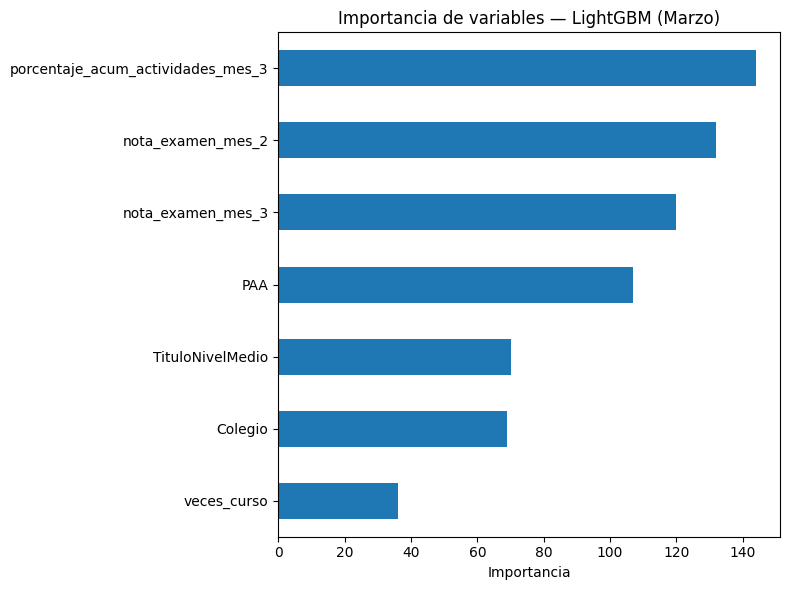 Importancia de variables — LightGBM (Marzo)
porcentaje_acum_actividades_mes_3
nota_examen_mes_2
nota_examen_mes_3
PAA
TituloNivelMedio
Colegio
veces_curso
0 20 40 60 80 100 120 140
Importancia